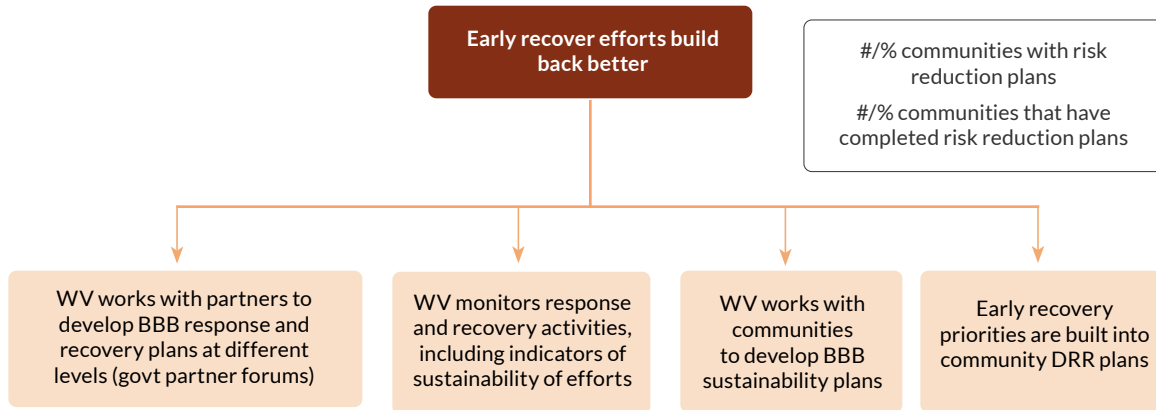 Early recover efforts build
back better
#/% communities with risk
reduction plans
#/% communities that have
completed risk reduction plans
WV works with partners to
develop BBB response and
recovery plans at different
levels (govt partner forums)
WV monitors response
and recovery activities,
including indicators of
sustainability of efforts
WV works with
communities
to develop BBB
sustainability plans
Early recovery
priorities are built into
community DRR plans